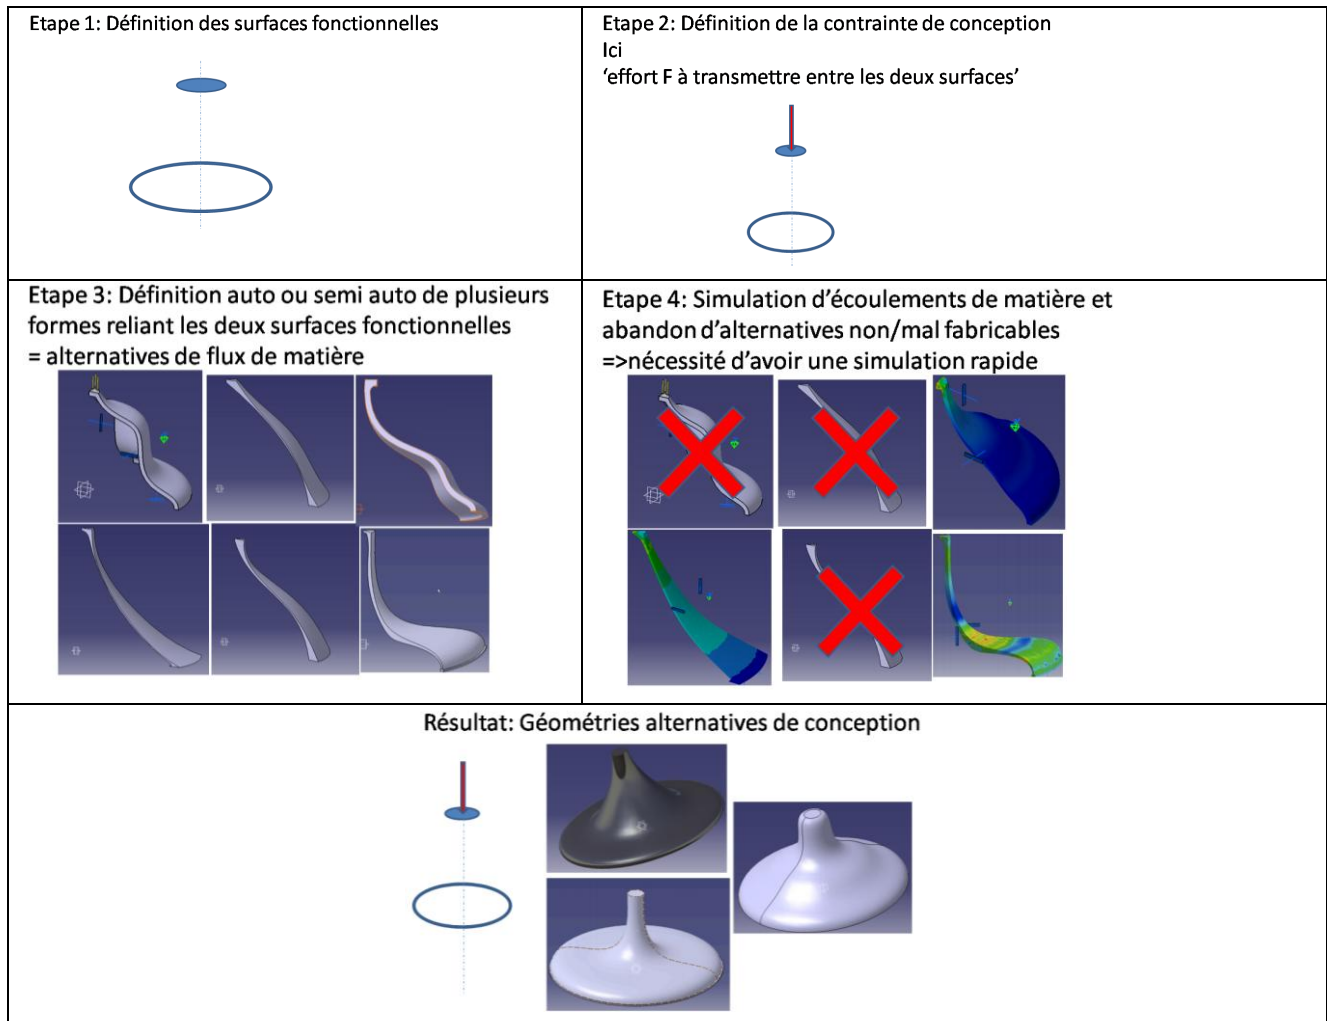 Etape 1: Définition des surfaces fonctionnelles
Etape 2: Définition de la contrainte de conception
Ici
‘effort F à transmettre entre les deux surfaces’
Etape 3: Définition auto ou semi auto de plusieurs
formes reliant les deux surfaces fonctionnelles
= alternatives de flux de matière
Etape 4: Simulation d’écoulements de matière et
abandon d’alternatives non/mal fabricables
=>nécessité d’avoir une simulation rapide
Résultat: Géométries alternatives de conception